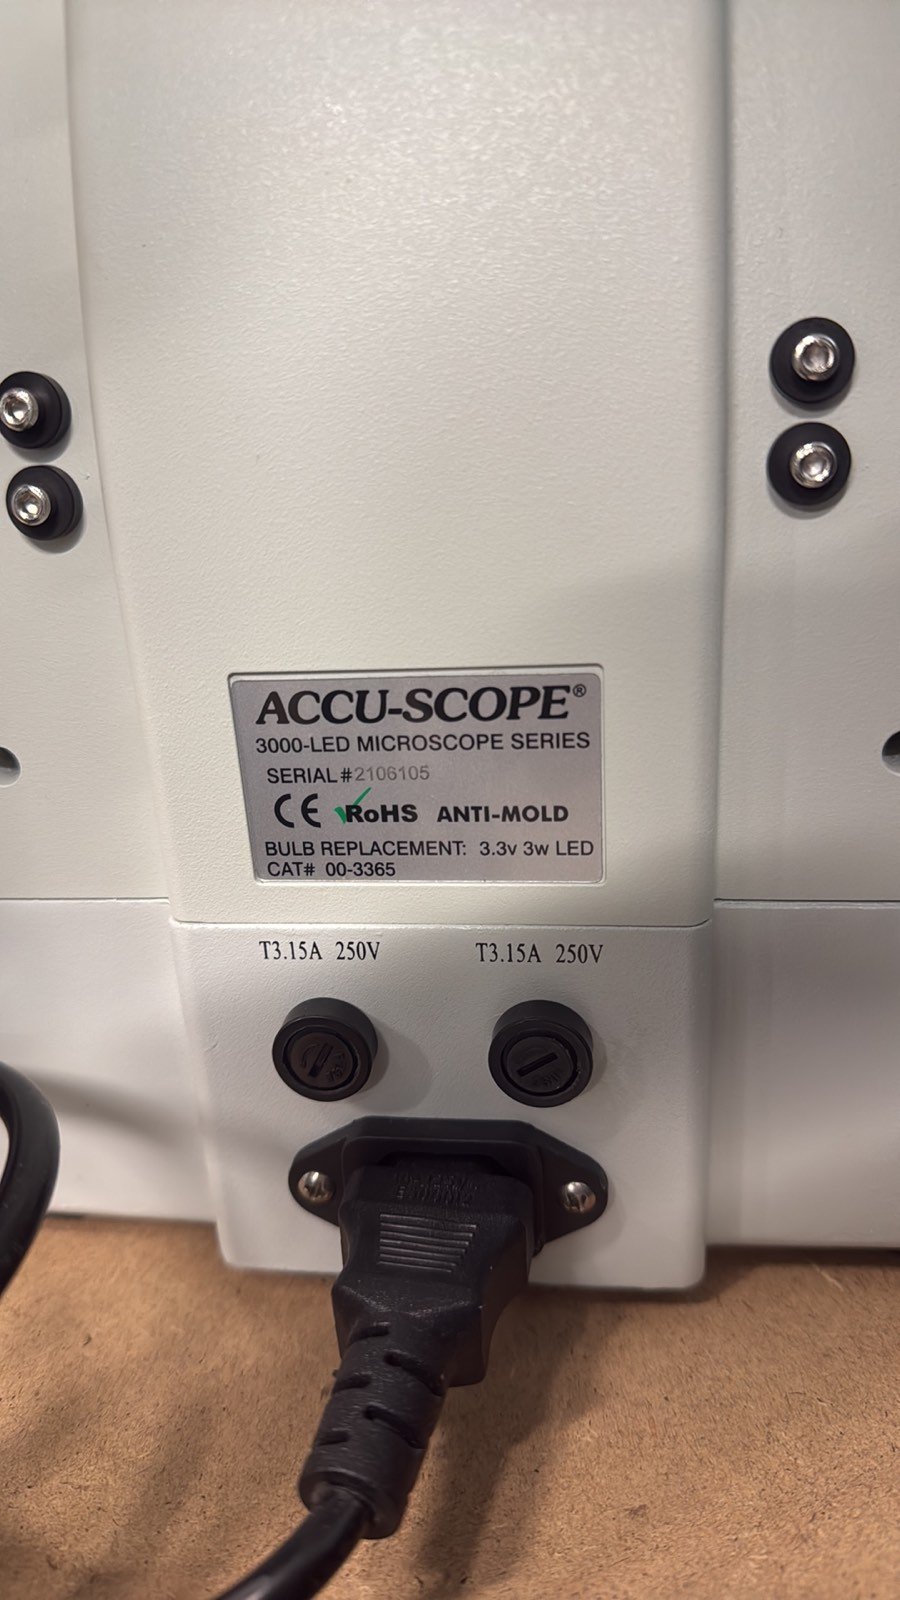 ACCU-SCOPE®
3000-LED MICROSCOPE SERIES
SERIAL # 2106105
CE RoHS ANTI-MOLD
BULB REPLACEMENT: 3.3v 3w LED
CAT# 00-3365
T3.15A 250V T3.15A 250V